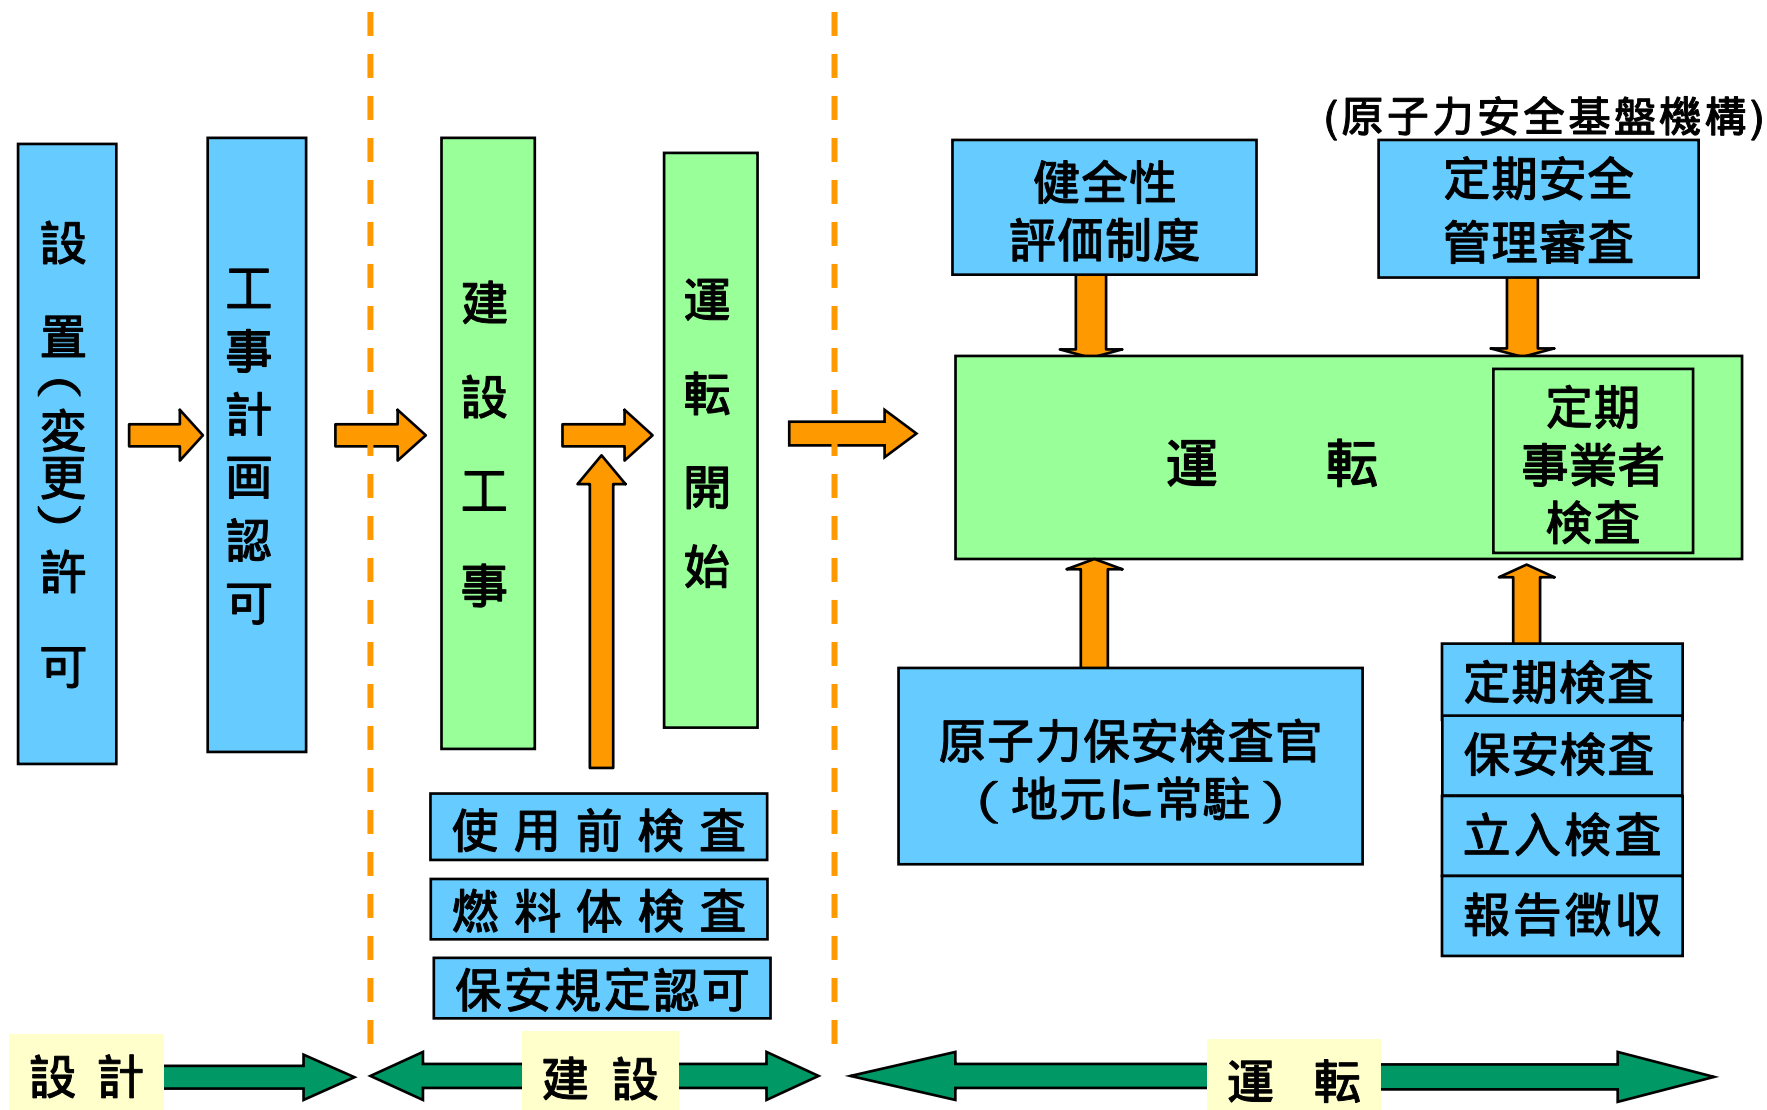 設置(変更)許可
工事計画認可
建設工事
運転開始
使用前検査
燃料体検査
保安規定認可
健全性
評価制度
(原子力安全基盤機構)
定期安全
管理審査
運転
定期
事業者
検査
原子力保安検査官
(地元に常駐)
定期検査
保安検査
立入検査
報告徴収
設計
建設
運転